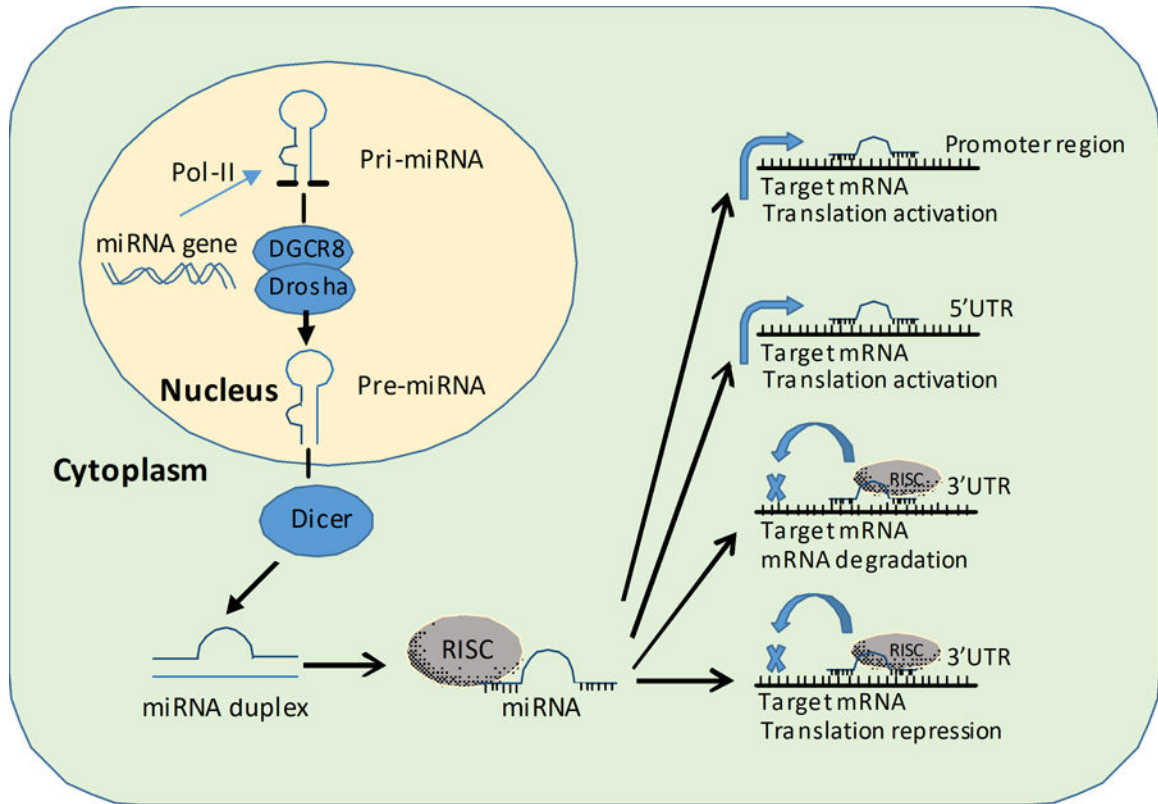 Pri-miRNA
Pol-II
miRNA gene
DGCR8
Drosha
Nucleus
Pre-miRNA
Cytoplasm
Dicer
miRNA duplex
RISC
miRNA
Promoter region
Target mRNA
Translation activation
5'UTR
Target mRNA
Translation activation
RISC
3'UTR
Target mRNA
mRNA degradation
RISC
3'UTR
Target mRNA
Translation repression